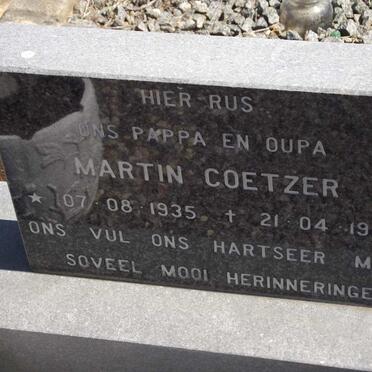 HIER RUS
ONS PAPPA EN OUPA
MARTIN COETZER
* 07 08 1935 † 21 04 19
ONS VUL ONS HARTSEER M
SOVEEL MOOI HERINNERINGE